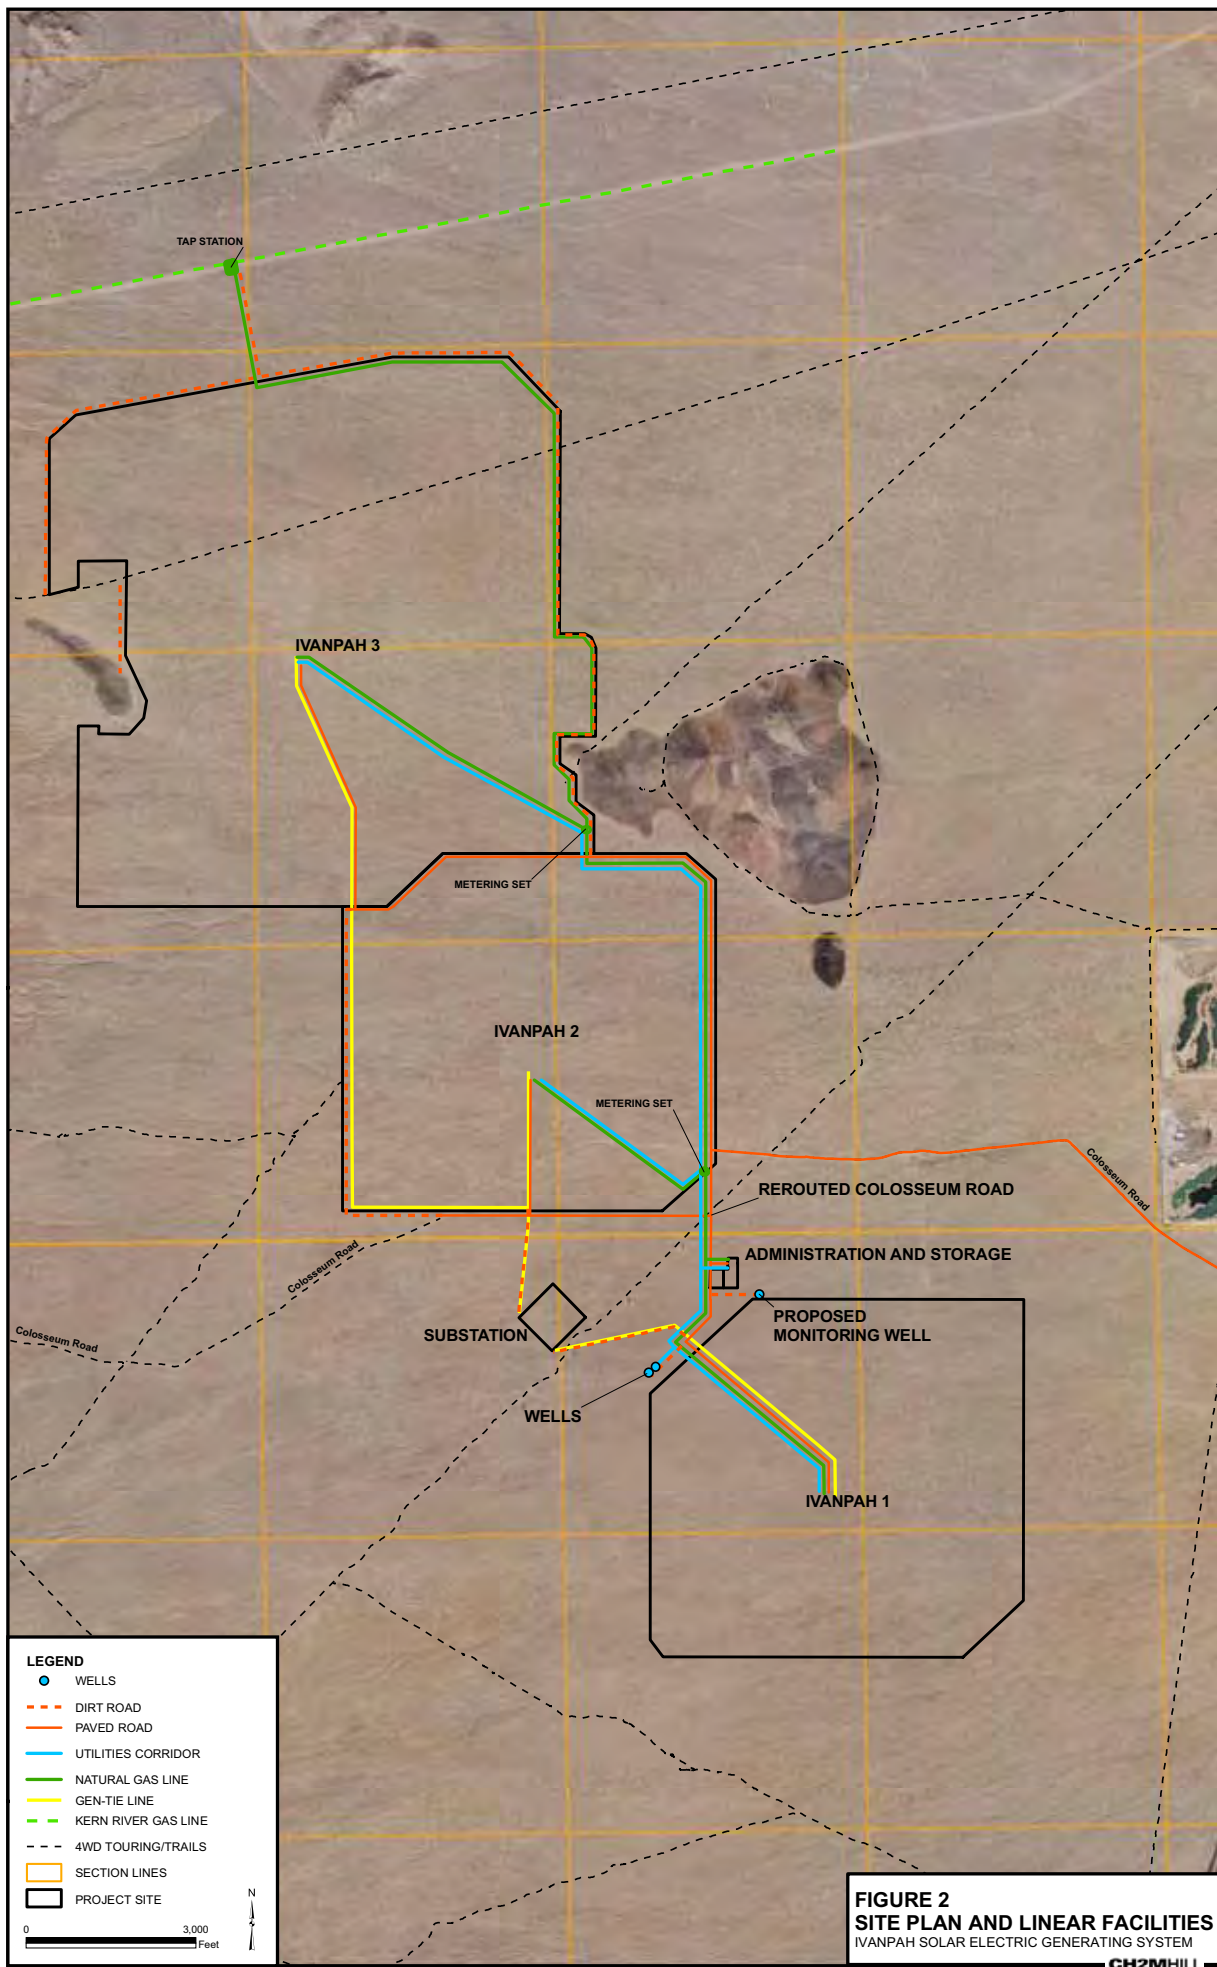 TAP STATION
IVANPAH 3
METERING SET
IVANPAH 2
METERING SET
Colosseum Road
REROUTED COLOSSEUM ROAD
Colosseum Road
ADMINISTRATION AND STORAGE
PROPOSED
MONITORING WELL
Colosseum Road
SUBSTATION
WELLS
IVANPAH 1
LEGEND
WELLS
DIRT ROAD
PAVED ROAD
UTILITIES CORRIDOR
NATURAL GAS LINE
GEN-TIE LINE
KERN RIVER GAS LINE
4WD TOURING/TRAILS
SECTION LINES
PROJECT SITE
N
0 3,000
Feet
FIGURE 2
SITE PLAN AND LINEAR FACILITIES
IVANPAH SOLAR ELECTRIC GENERATING SYSTEM
CH2MHILL